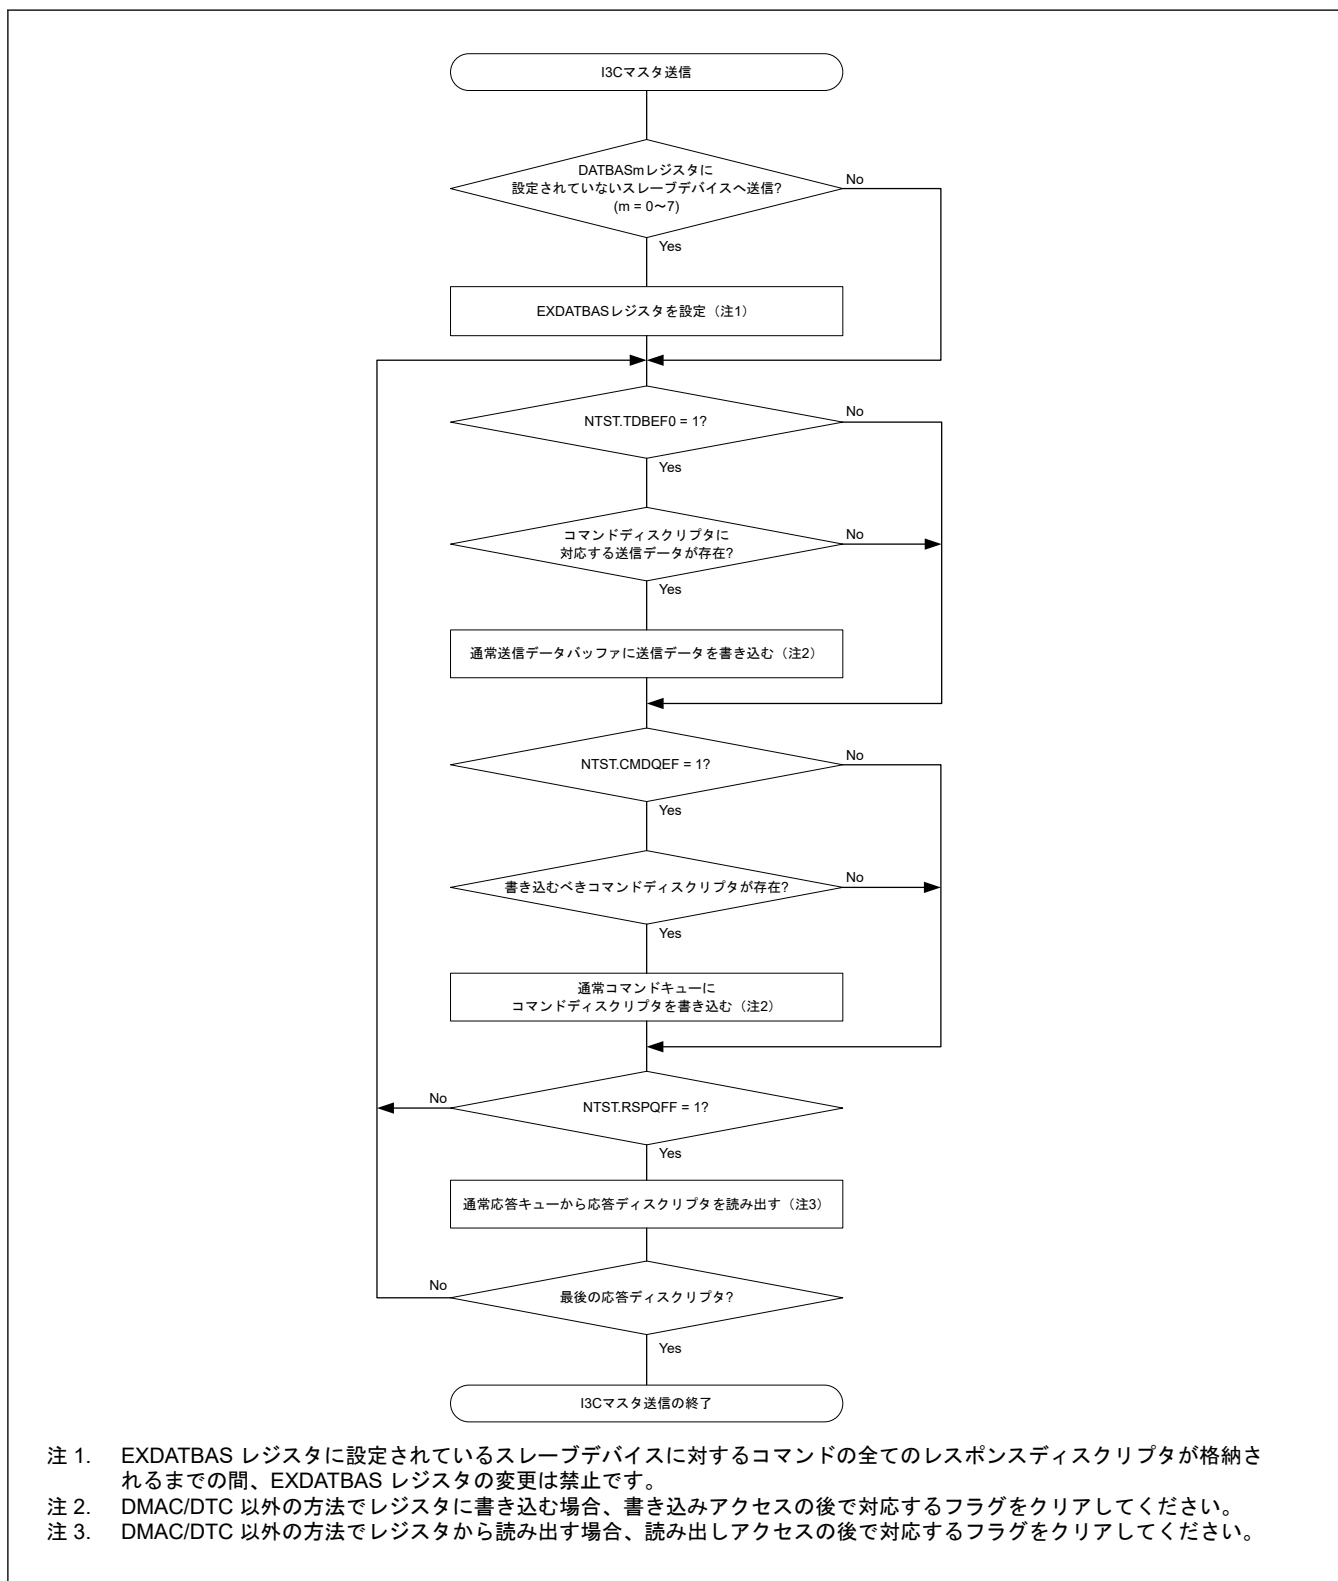 I3Cマスタ送信
DATBASmレジスタに
設定されていないスレーブデバイスへ送信?
(m = 0～7)
No
Yes
EXDATBASレジスタを設定（注1）
NTST.TDBEF0 = 1?
No
Yes
コマンドディスクリプタに
対応する送信データが存在?
No
Yes
通常送信データバッファに送信データを書き込む（注2）
NTST.CMDQEF = 1?
No
Yes
書き込むべきコマンドディスクリプタが存在?
No
Yes
通常コマンドキューに
コマンドディスクリプタを書き込む（注2）
No
NTST.RSPQFF = 1?
Yes
通常応答キューから応答ディスクリプタを読み出す（注3）
No
最後の応答ディスクリプタ?
Yes
I3Cマスタ送信の終了
注 1. EXDATBAS レジスタに設定されているスレーブデバイスに対するコマンドの全てのレスポンスディスクリプタが格納さ
れるまでの間、EXDATBAS レジスタの変更は禁止です。
注 2. DMAC/DTC 以外の方法でレジスタに書き込む場合、書き込みアクセスの後で対応するフラグをクリアしてください。
注 3. DMAC/DTC 以外の方法でレジスタから読み出す場合、読み出しアクセスの後で対応するフラグをクリアしてください。